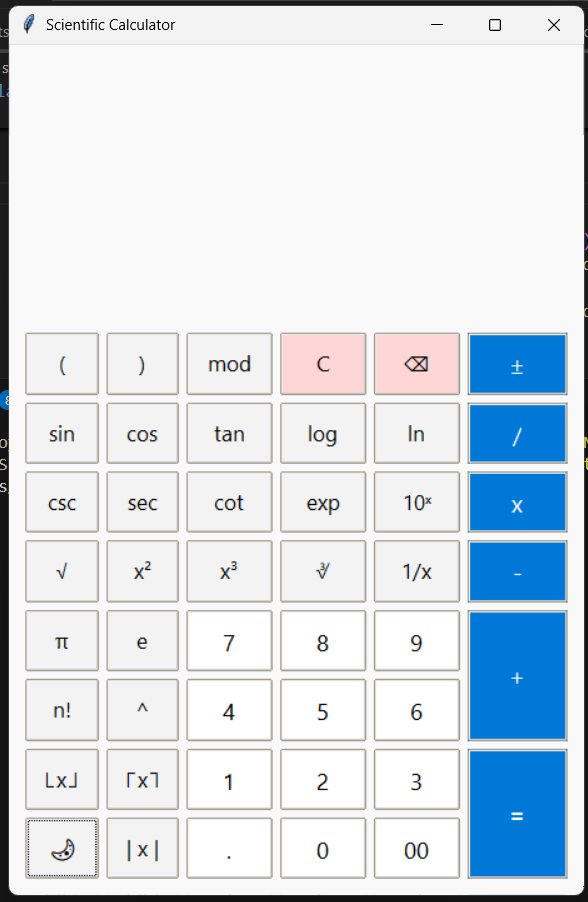 Scientific Calculator
( ) mod C ⌫ ±
sin cos tan log ln /
csc sec cot exp 10ˣ x
√ x² x³ ∛ 1/x -
π e 7 8 9
+
n! ^ 4 5 6
⌊x⌋ ⌈x⌉ 1 2 3
=
🌙 |x| . 0 00